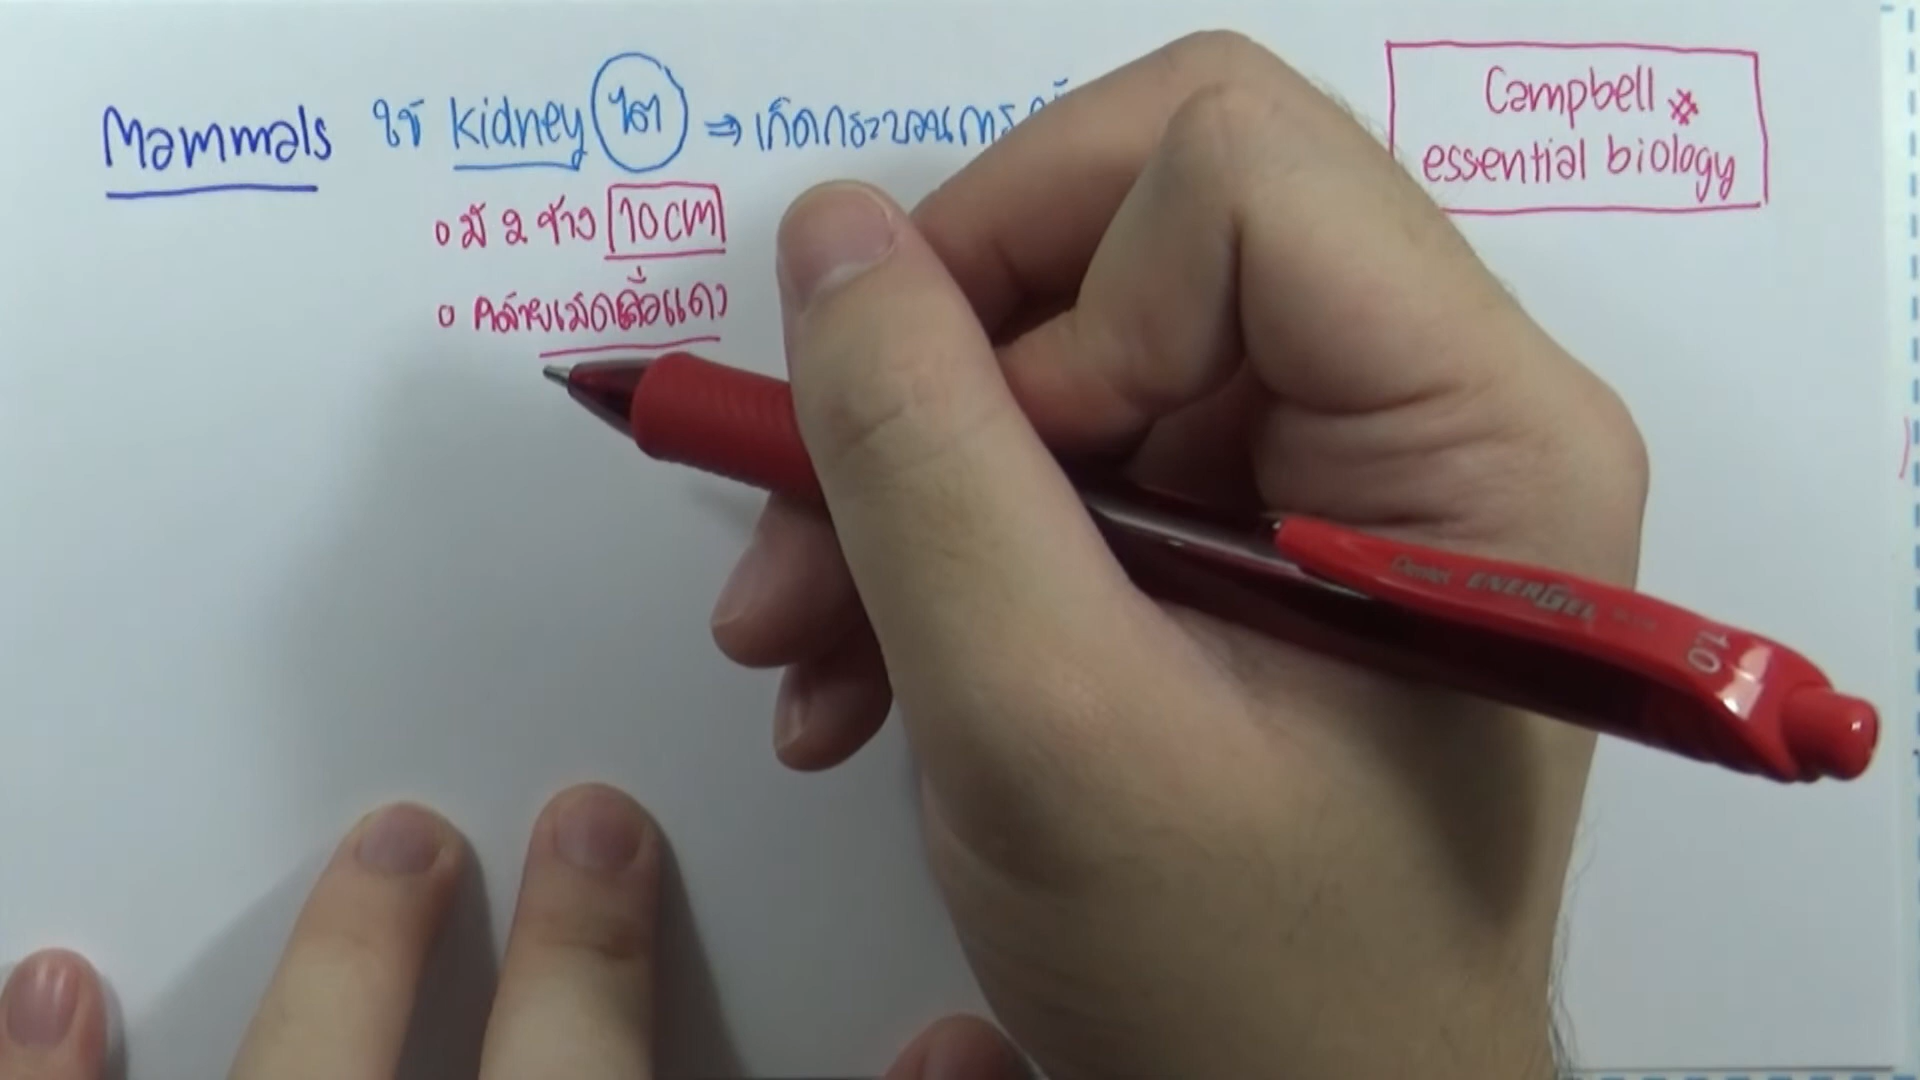 Mammals ใช้ kidney ไต ⇒ เกิดกระบวนการ
Campbell
essential biology
o มี 2 ข้าง 10 cm
o คล้ายเม็ดถั่วแดง
Pentel ENERGEL
1.0